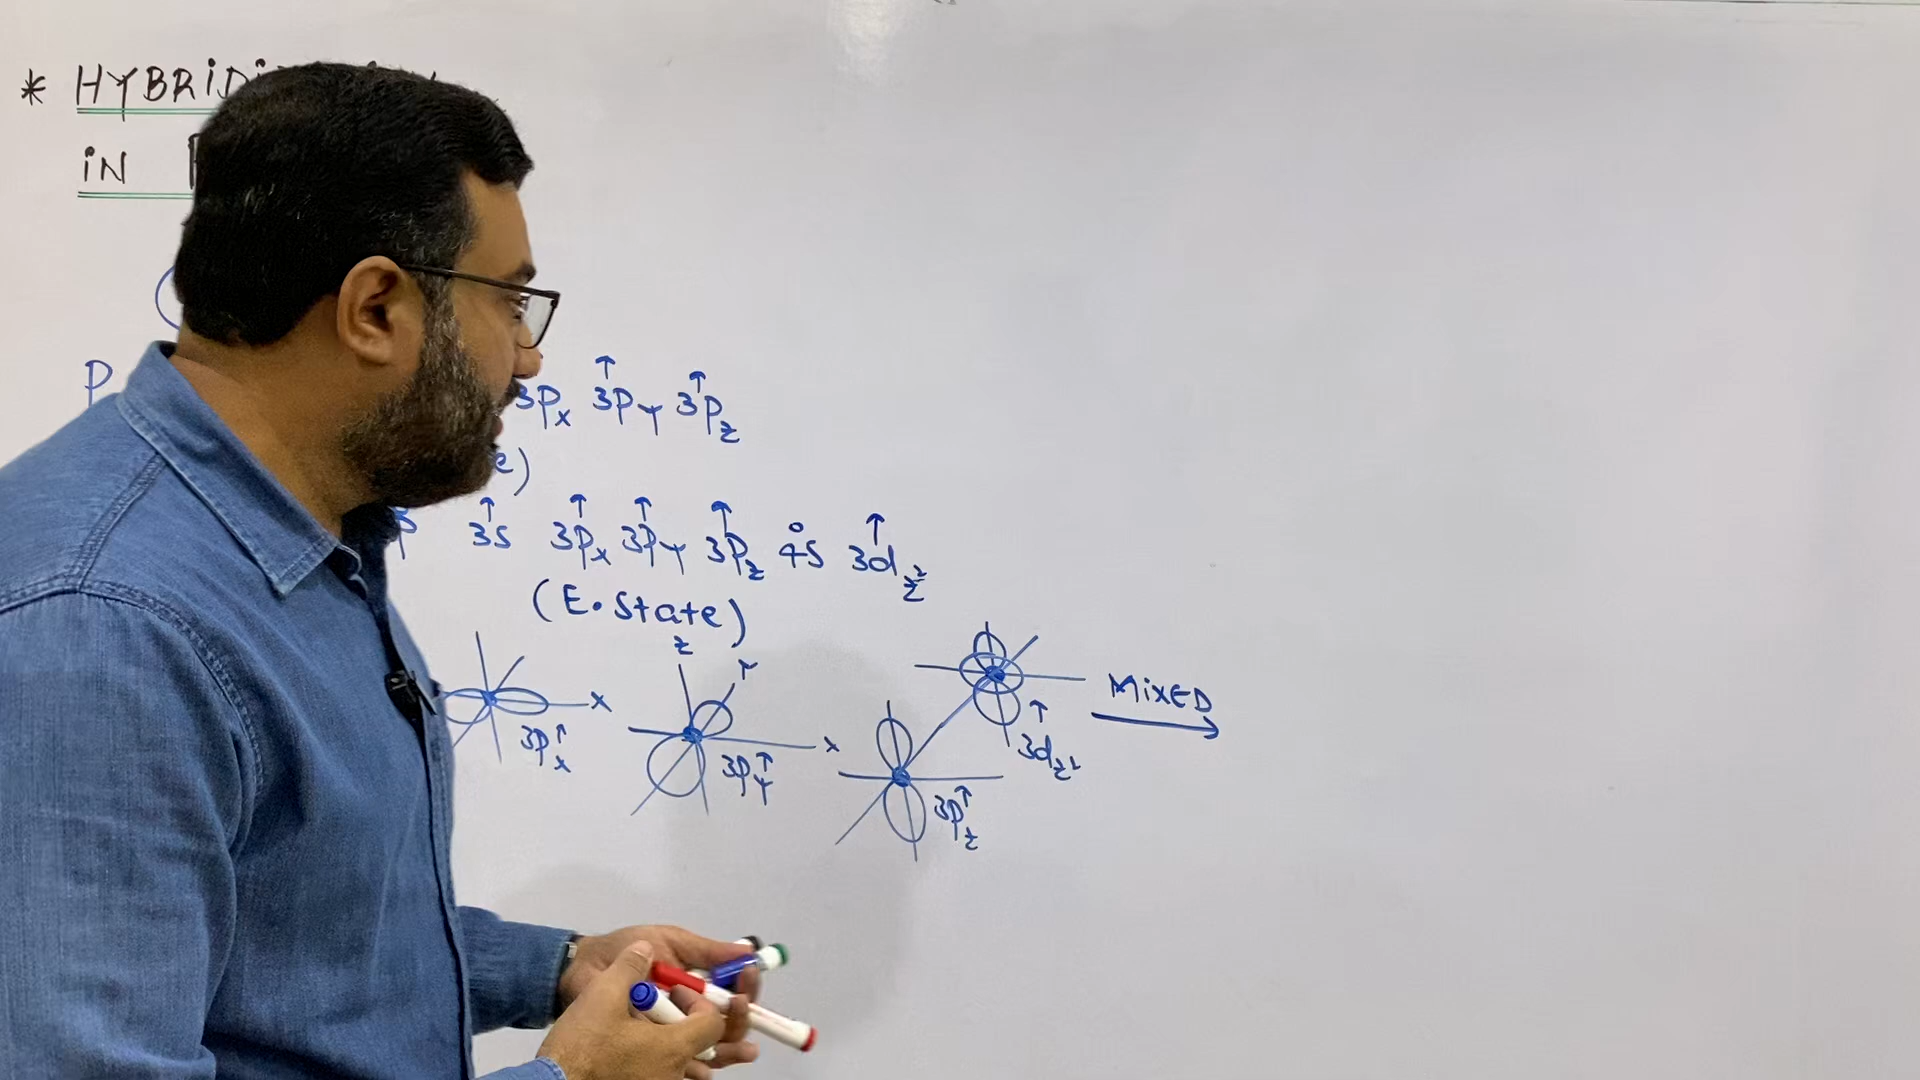 * HYBRiDi
iN
P 3Px ↑ 3PY ↑ 3Pz
e)
P 3S ↑ 3Px ↑ 3PY ↑ 3Pz ↑ 4S ° 3dz² ↑
(E. State)
z Y
x x MixED
3Px ↑ 3PY ↑ 3Pz ↑ 3dz² ↑